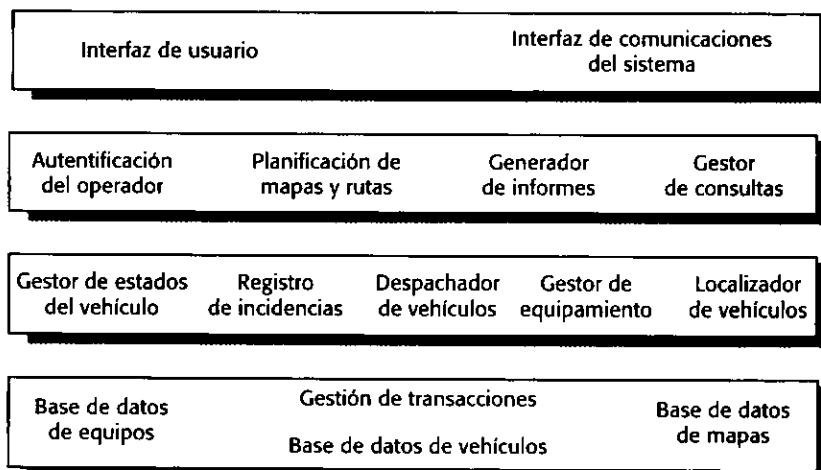 Interfaz de usuario
Interfaz de comunicaciones
del sistema
Autentificación
del operador
Planificación de
mapas y rutas
Generador
de informes
Gestor
de consultas
Gestor de estados
del vehículo
Registro
de incidencias
Despachador
de vehículos
Gestor de
equipamiento
Localizador
de vehículos
Base de datos
de equipos
Gestión de transacciones
Base de datos de vehículos
Base de datos
de mapas